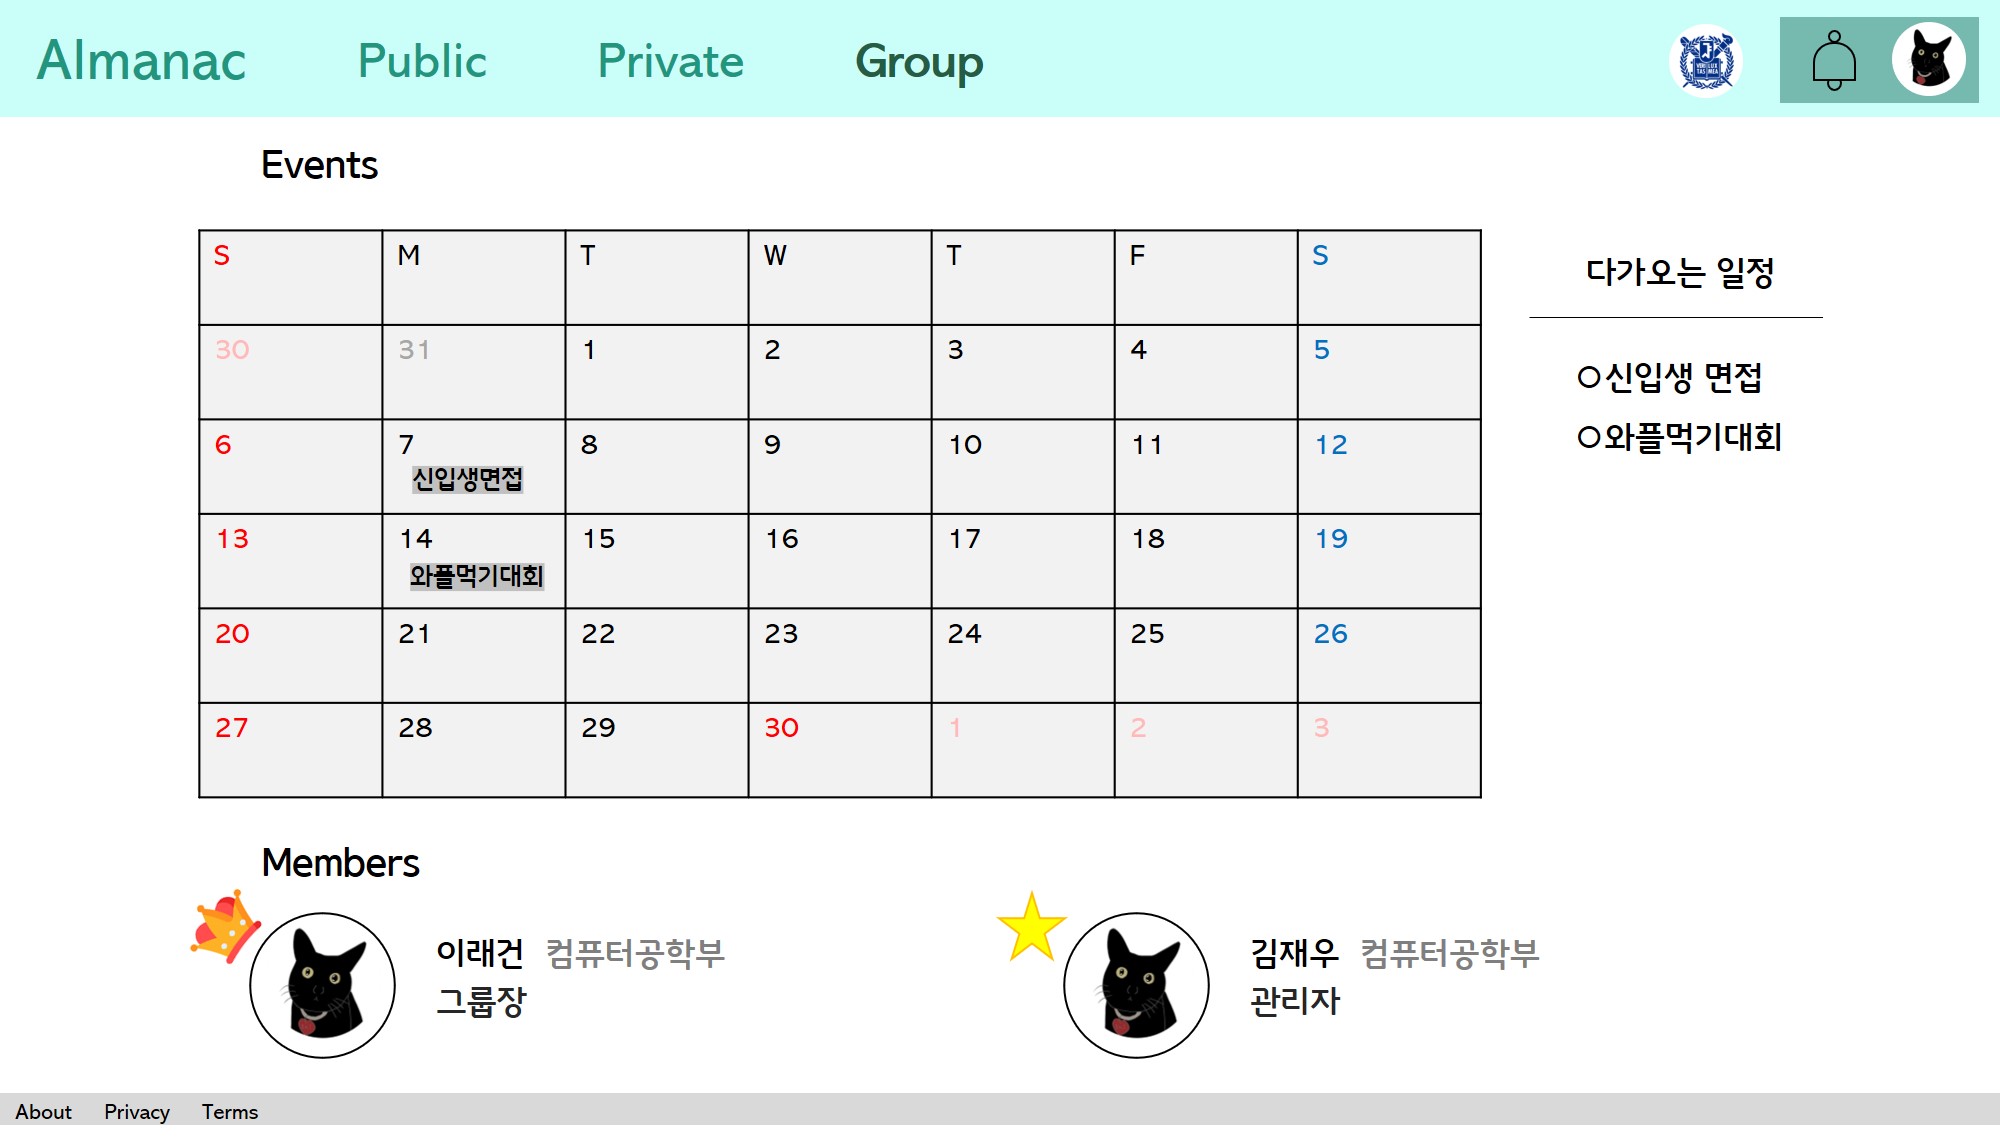 Almanac Public Private Group
VERI LUX
TAS MEA
Events
S M T W T F S
30 31 1 2 3 4 5
6 7 8 9 10 11 12
신입생면접
13 14 15 16 17 18 19
와플먹기대회
20 21 22 23 24 25 26
27 28 29 30 1 2 3
다가오는 일정
○신입생 면접
○와플먹기대회
Members
이래건 컴퓨터공학부
그룹장
김재우 컴퓨터공학부
관리자
About Privacy Terms